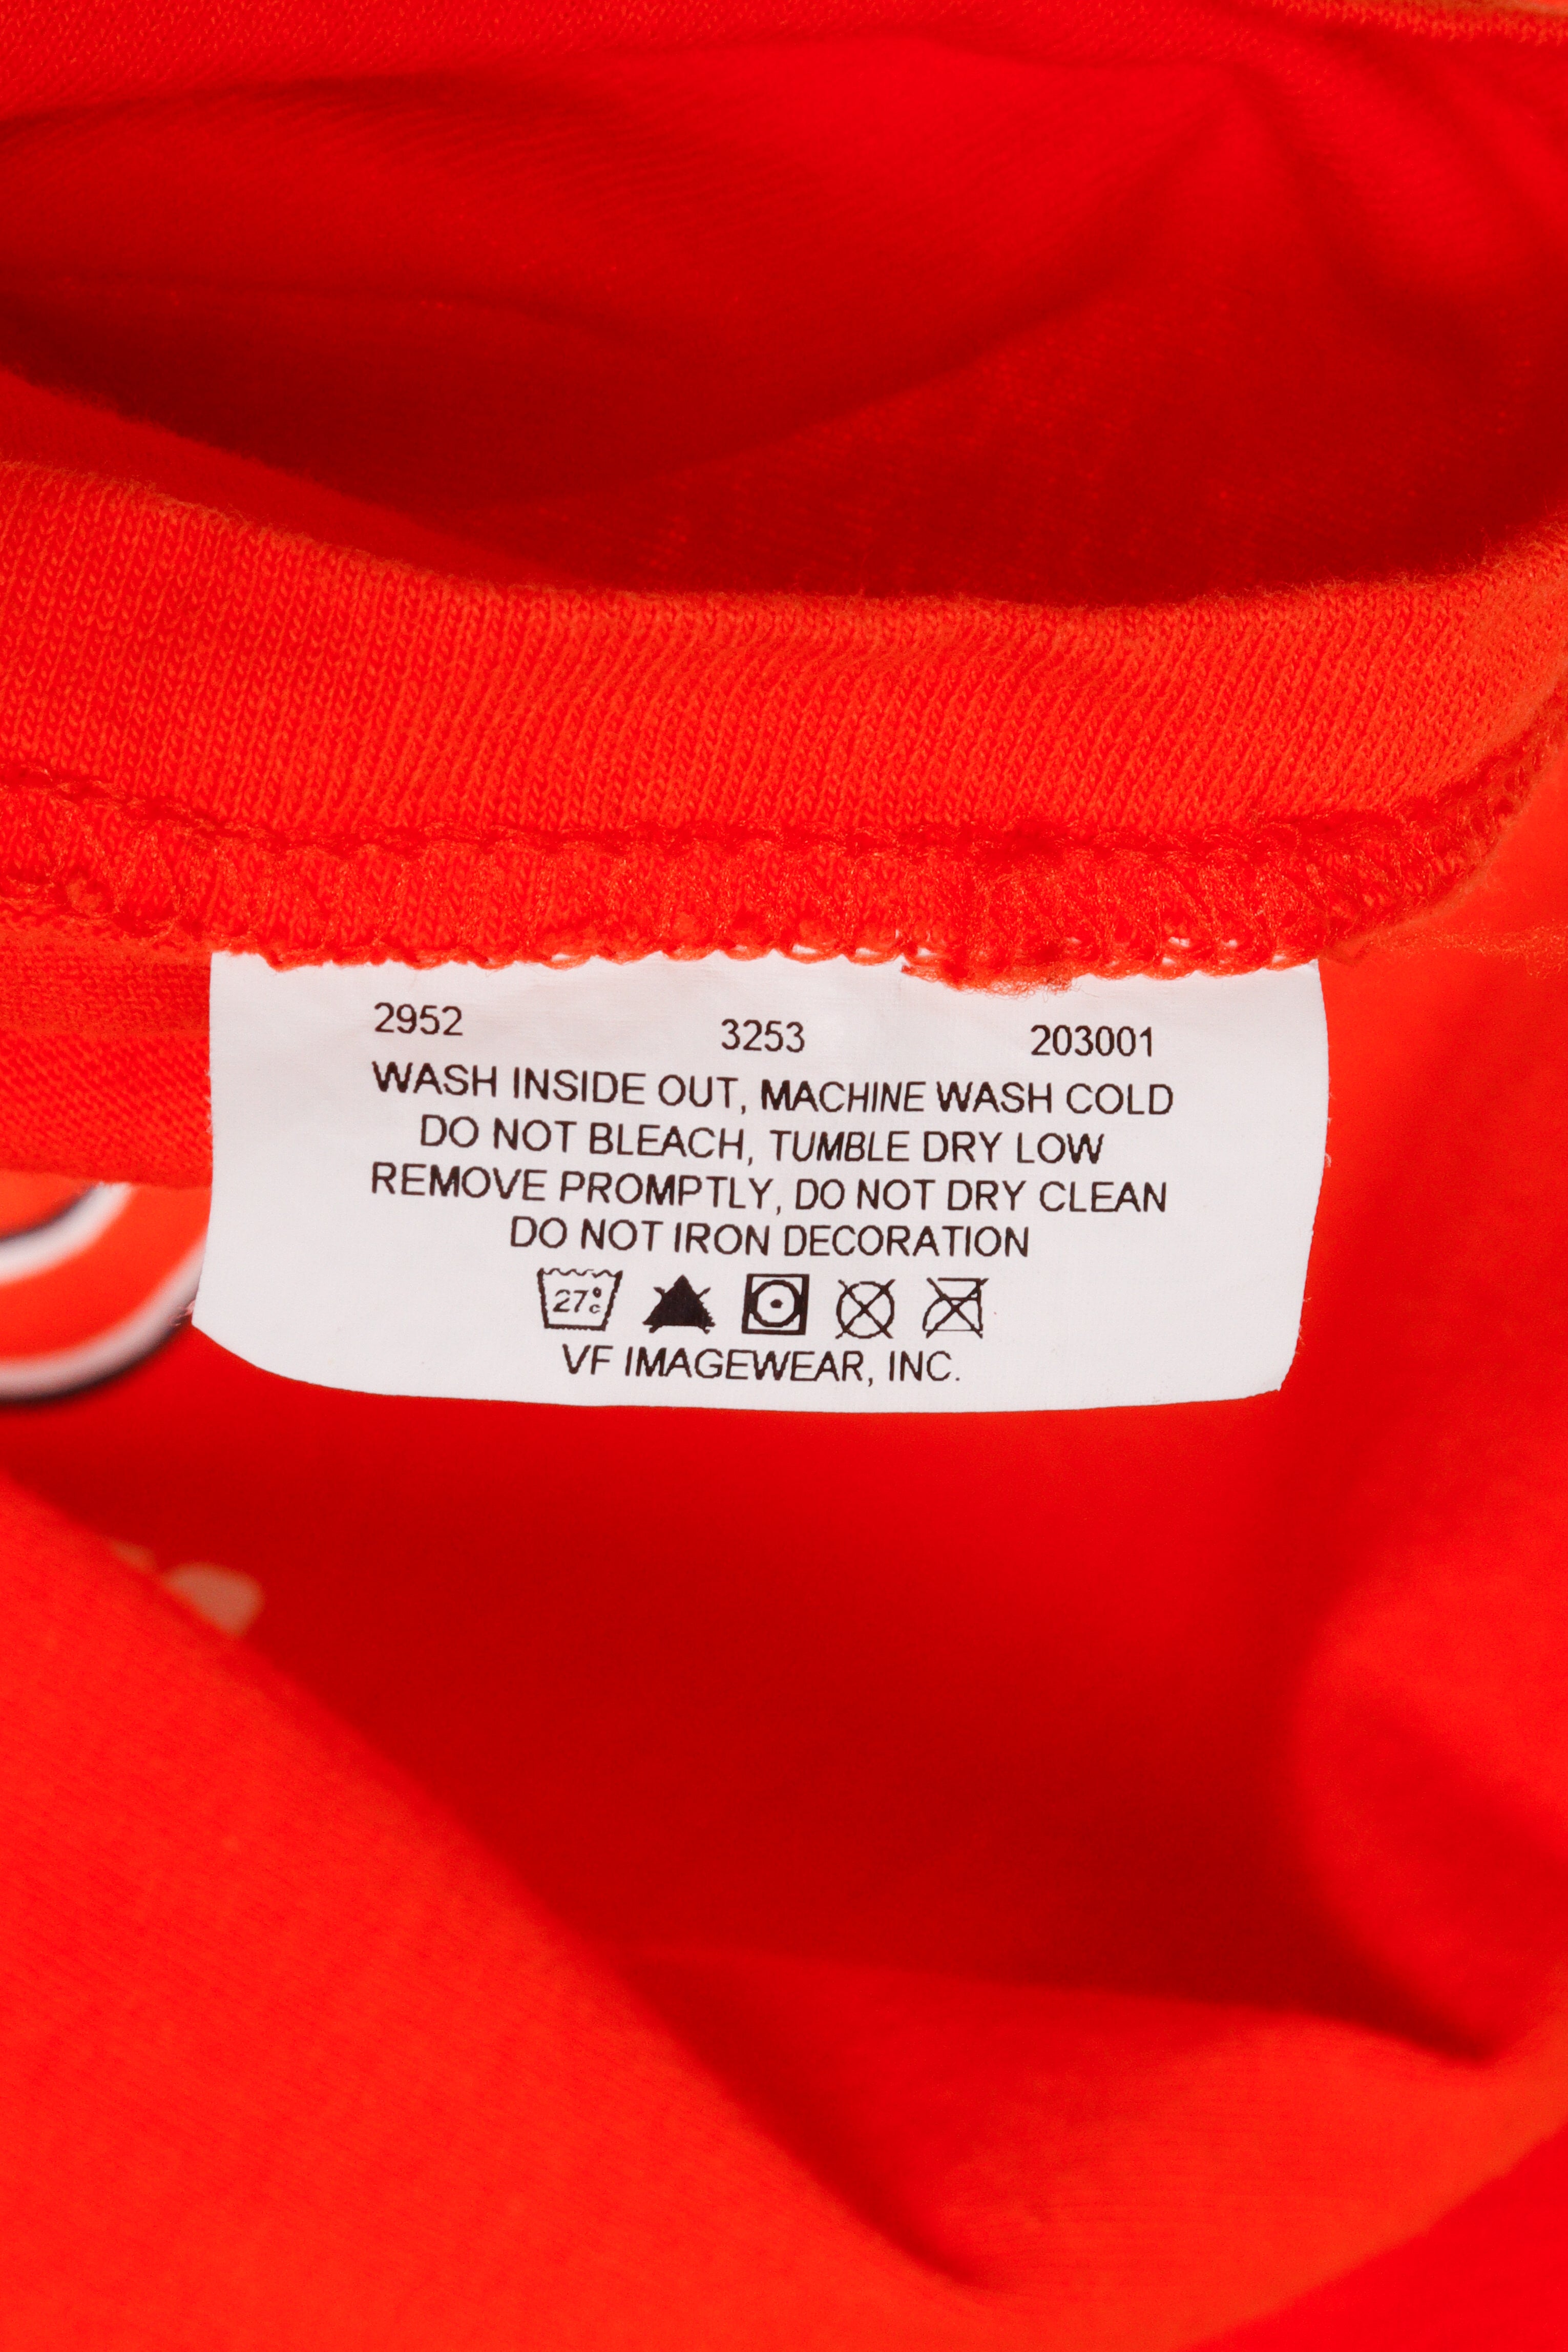 2952 3253 203001
WASH INSIDE OUT, MACHINE WASH COLD
DO NOT BLEACH, TUMBLE DRY LOW
REMOVE PROMPTLY, DO NOT DRY CLEAN
DO NOT IRON DECORATION
27°C
VF IMAGEWEAR, INC.